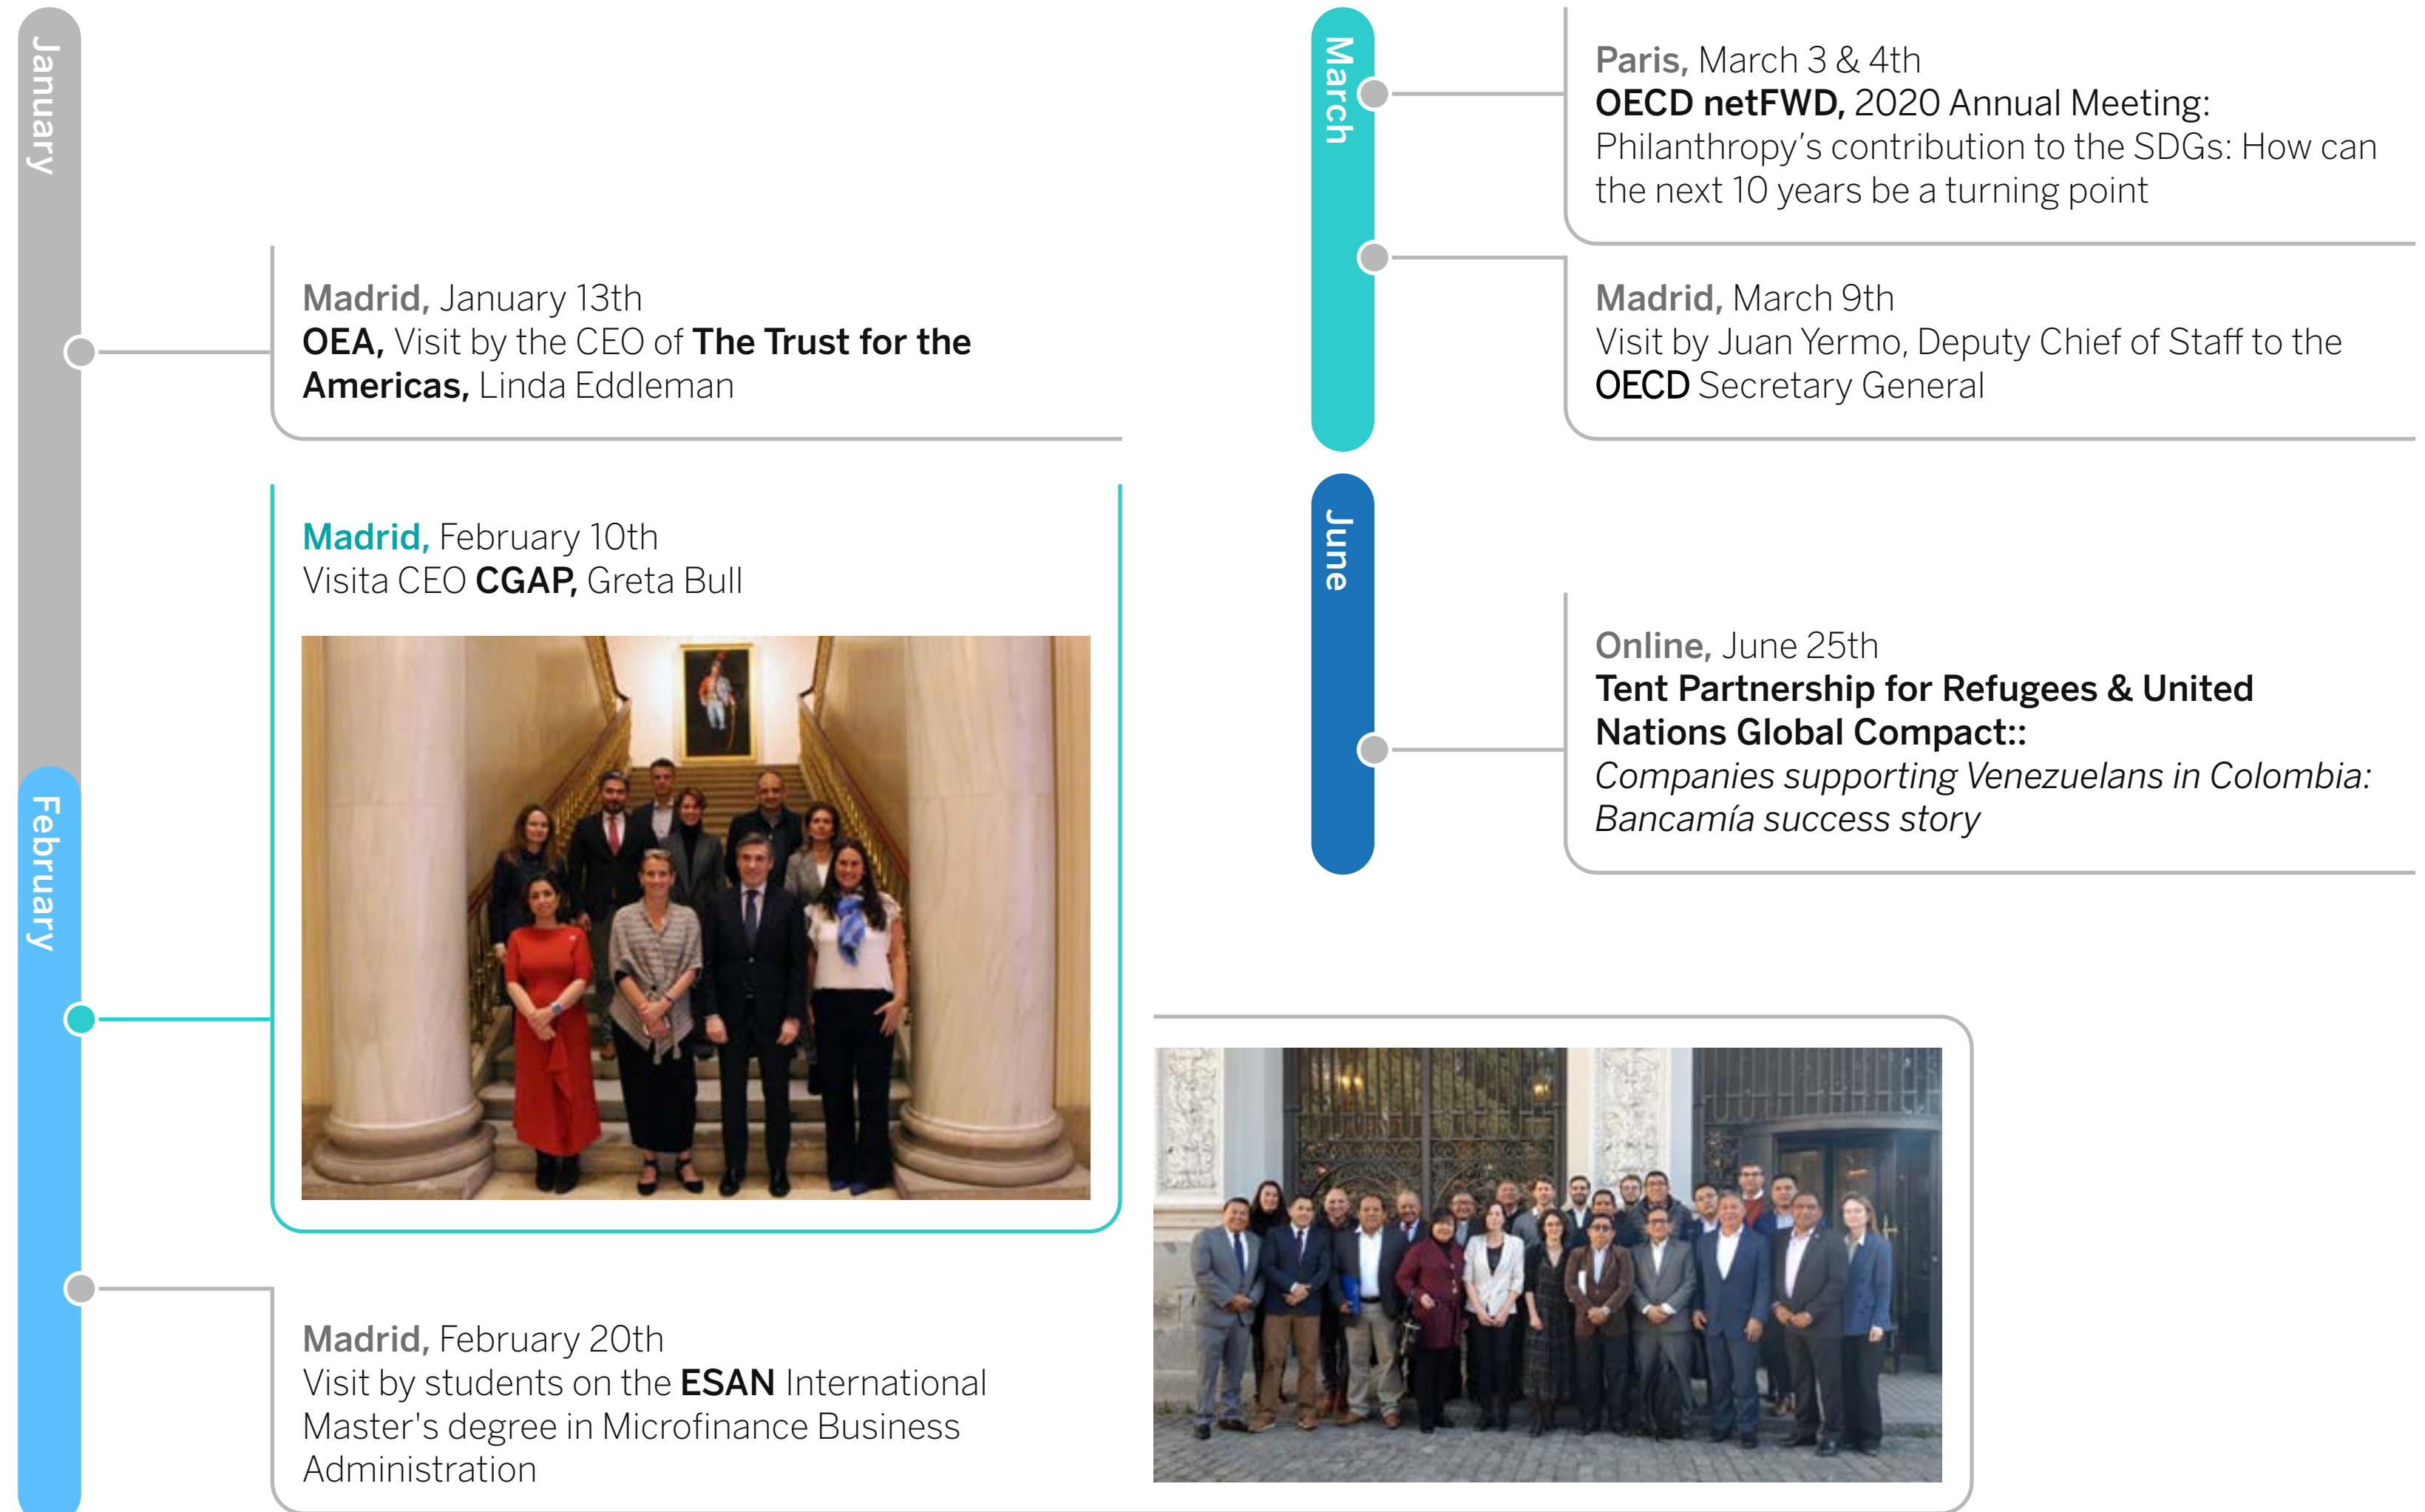 January
Madrid, January 13th
OEA, Visit by the CEO of The Trust for the
Americas, Linda Eddleman
February
Madrid, February 10th
Visita CEO CGAP, Greta Bull
Madrid, February 20th
Visit by students on the ESAN International
Master's degree in Microfinance Business
Administration
March
Paris, March 3 & 4th
OECD netFWD, 2020 Annual Meeting:
Philanthropy’s contribution to the SDGs: How can
the next 10 years be a turning point
Madrid, March 9th
Visit by Juan Yermo, Deputy Chief of Staff to the
OECD Secretary General
June
Online, June 25th
Tent Partnership for Refugees & United
Nations Global Compact::
Companies supporting Venezuelans in Colombia:
Bancamía success story